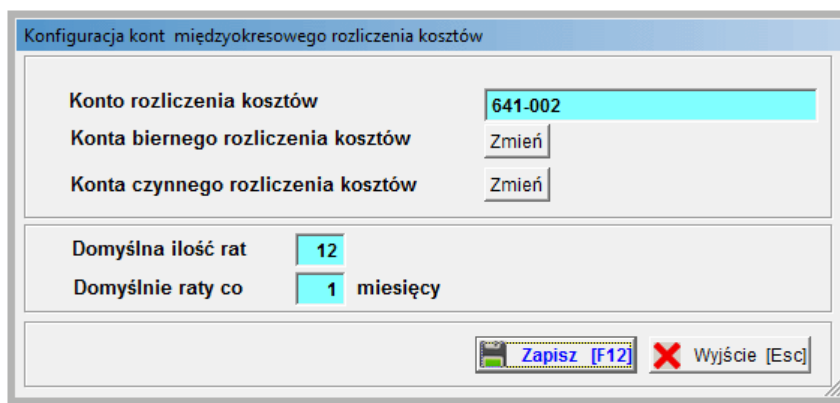 Konfiguracja kont międzyokresowego rozliczenia kosztów
Konto rozliczenia kosztów 641-002
Konta biernego rozliczenia kosztów Zmień
Konta czynnego rozliczenia kosztów Zmień
Domyślna ilość rat 12
Domyślnie raty co 1 miesięcy
Zapisz [F12] Wyjście [Esc]